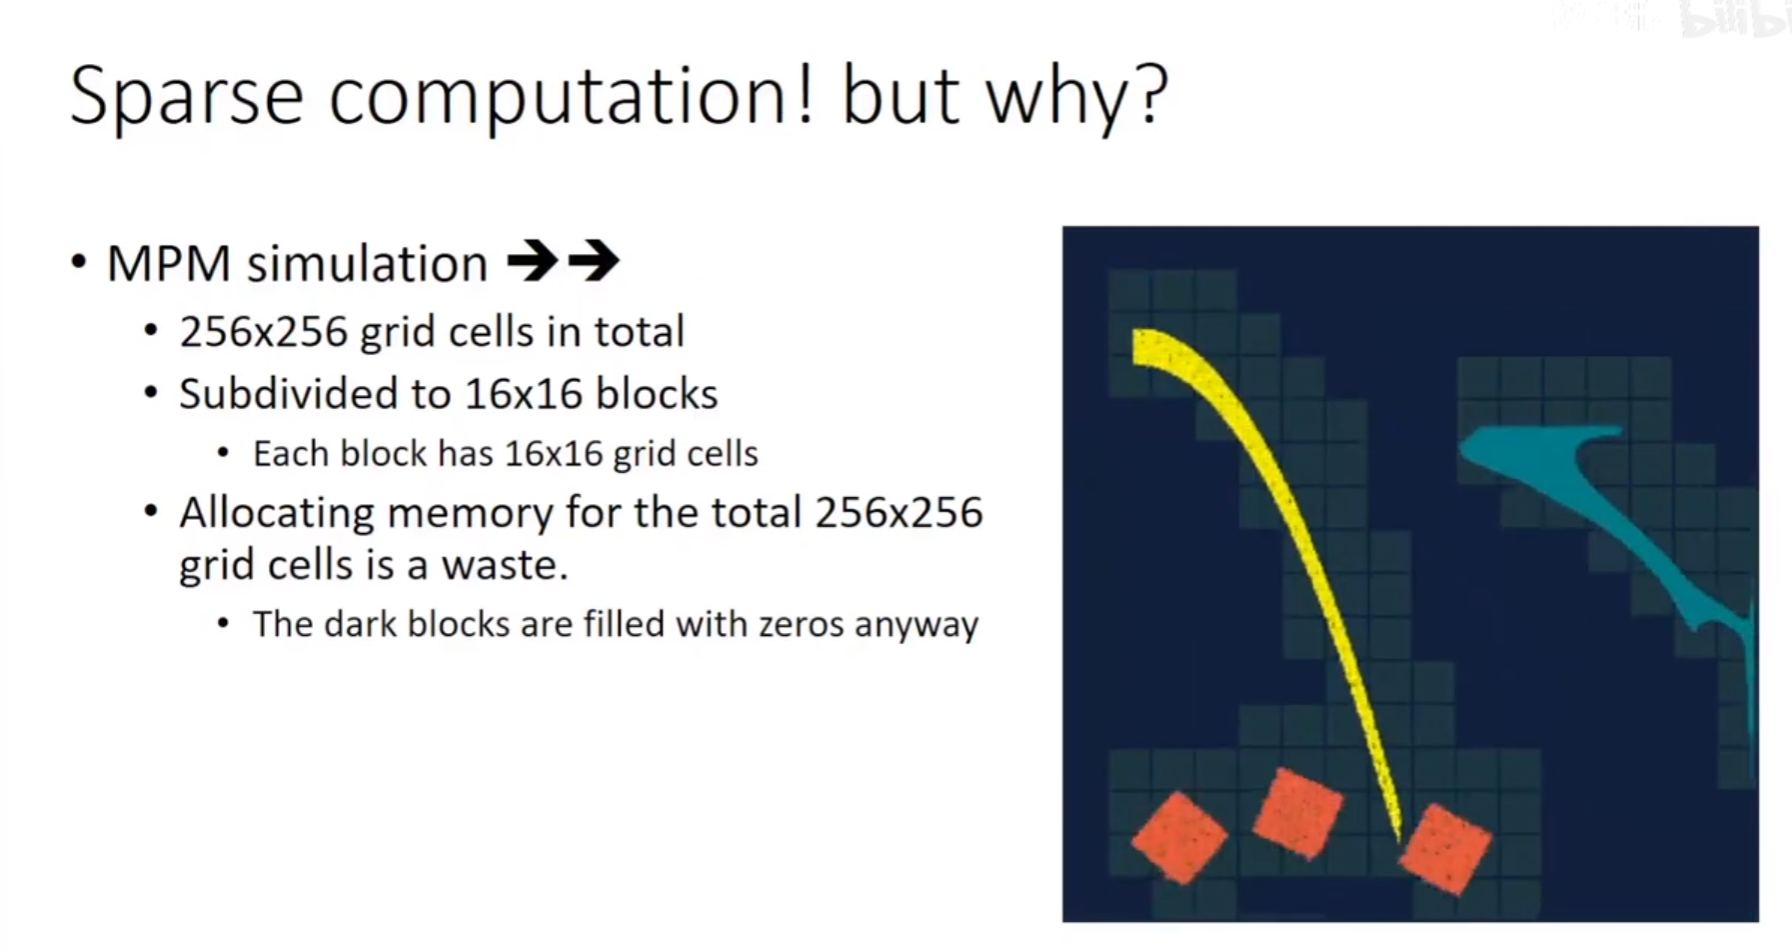 Sparse computation! but why?
• MPM simulation ➔➔
• 256x256 grid cells in total
• Subdivided to 16x16 blocks
• Each block has 16x16 grid cells
• Allocating memory for the total 256x256
grid cells is a waste.
• The dark blocks are filled with zeros anyway